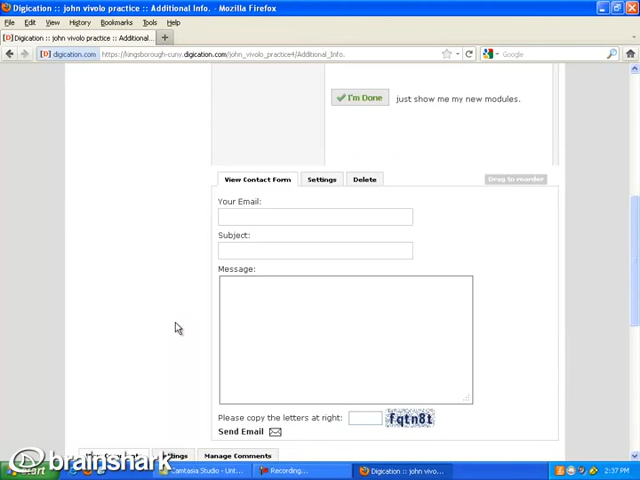 Digication :: john vivolo practice :: Additional Info. - Mozilla Firefox
File Edit View History Bookmarks Tools Help
[D] Digication :: john vivolo practice :: Additional... +
[D] digication.com https://kingsborough-cuny.digication.com/john_vivolo_practice4/Additional_Info. Google
I'm Done just show me my new modules.
View Contact Form Settings Delete Drag to reorder
Your Email:
Subject:
Message:
Please copy the letters at right: fqtn8t
Send Email
Settings Manage Comments
brainshark
Camtasia Studio - Unt... Recording... Digication :: john vivo... 2:37 PM